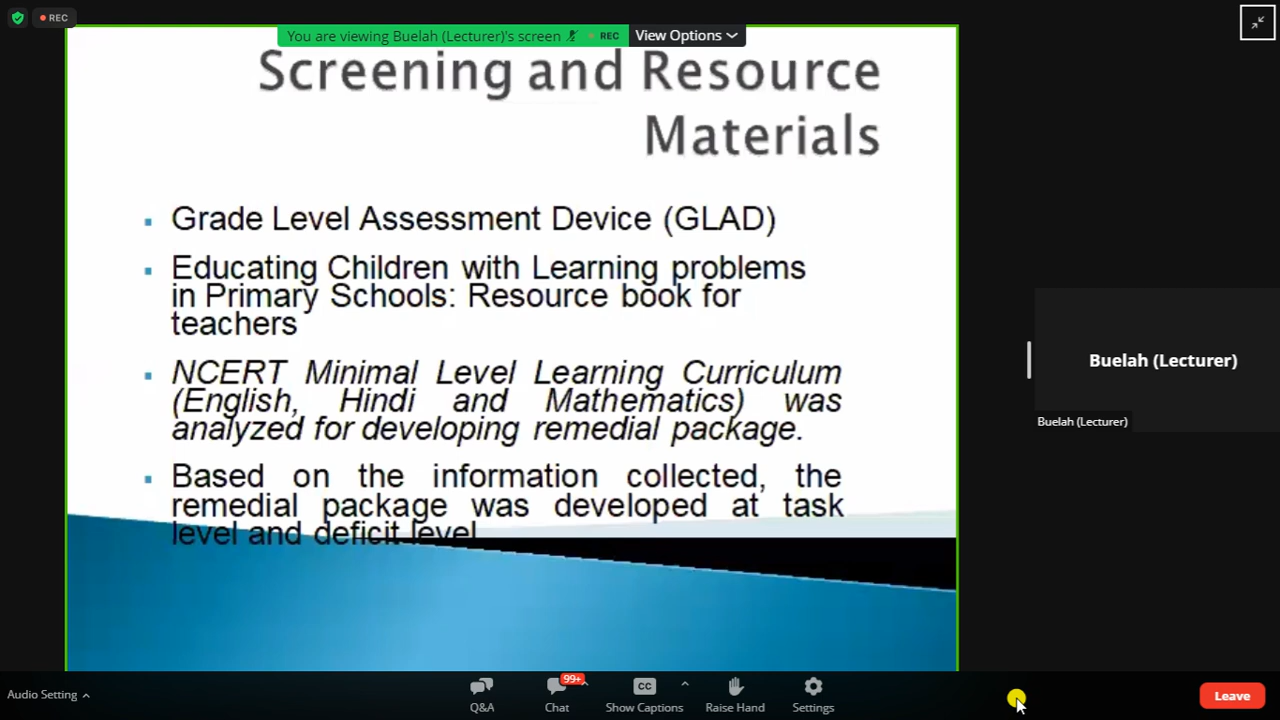 REC
You are viewing Buelah (Lecturer)'s screen
REC
View Options
Screening and Resource
Materials
Grade Level Assessment Device (GLAD)
Educating Children with Learning problems
in Primary Schools: Resource book for
teachers
NCERT Minimal Level Learning Curriculum
(English, Hindi and Mathematics) was
analyzed for developing remedial package.
Based on the information collected, the
remedial package was developed at task
level and deficit level
Buelah (Lecturer)
Buelah (Lecturer)
Audio Setting
Q&A
99+
Chat
CC
Show Captions
Raise Hand
Settings
Leave